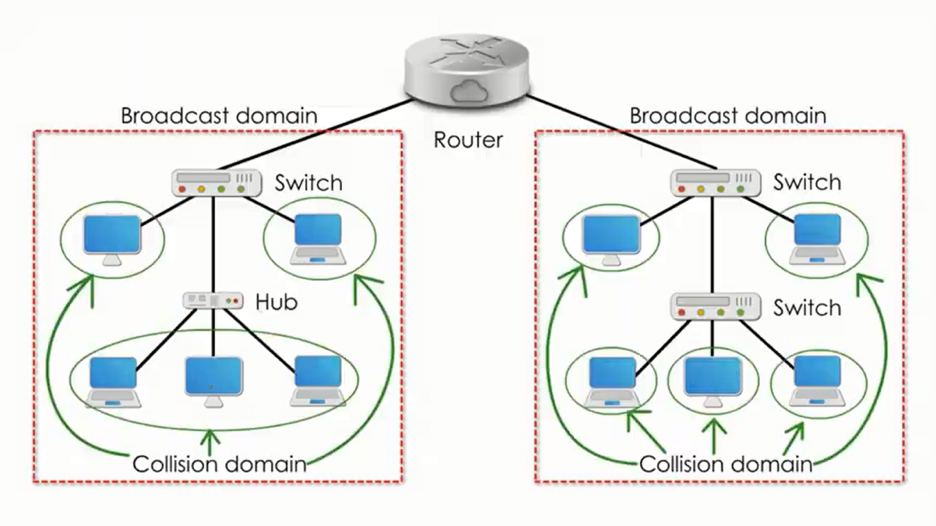 Broadcast domain
Router
Broadcast domain
Switch
Switch
Hub
Switch
Collision domain
Collision domain